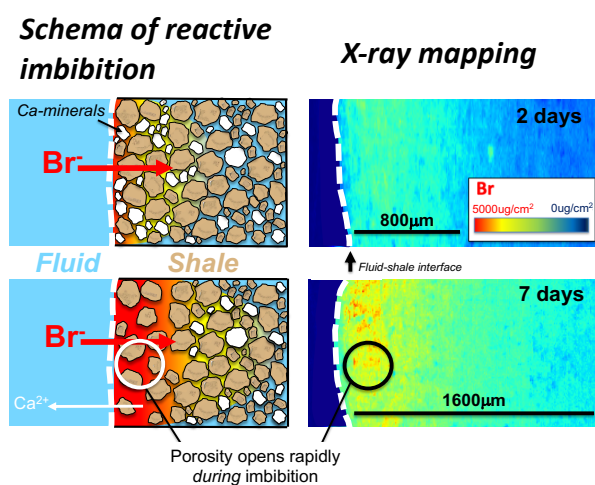 Schema of reactive
imbibition
X-ray mapping
Ca-minerals
Br-
2 days
Br
5000ug/cm2 0ug/cm2
800µm
Fluid Shale
Fluid-shale interface
7 days
Br-
Ca2+
1600µm
Porosity opens rapidly
during imbibition